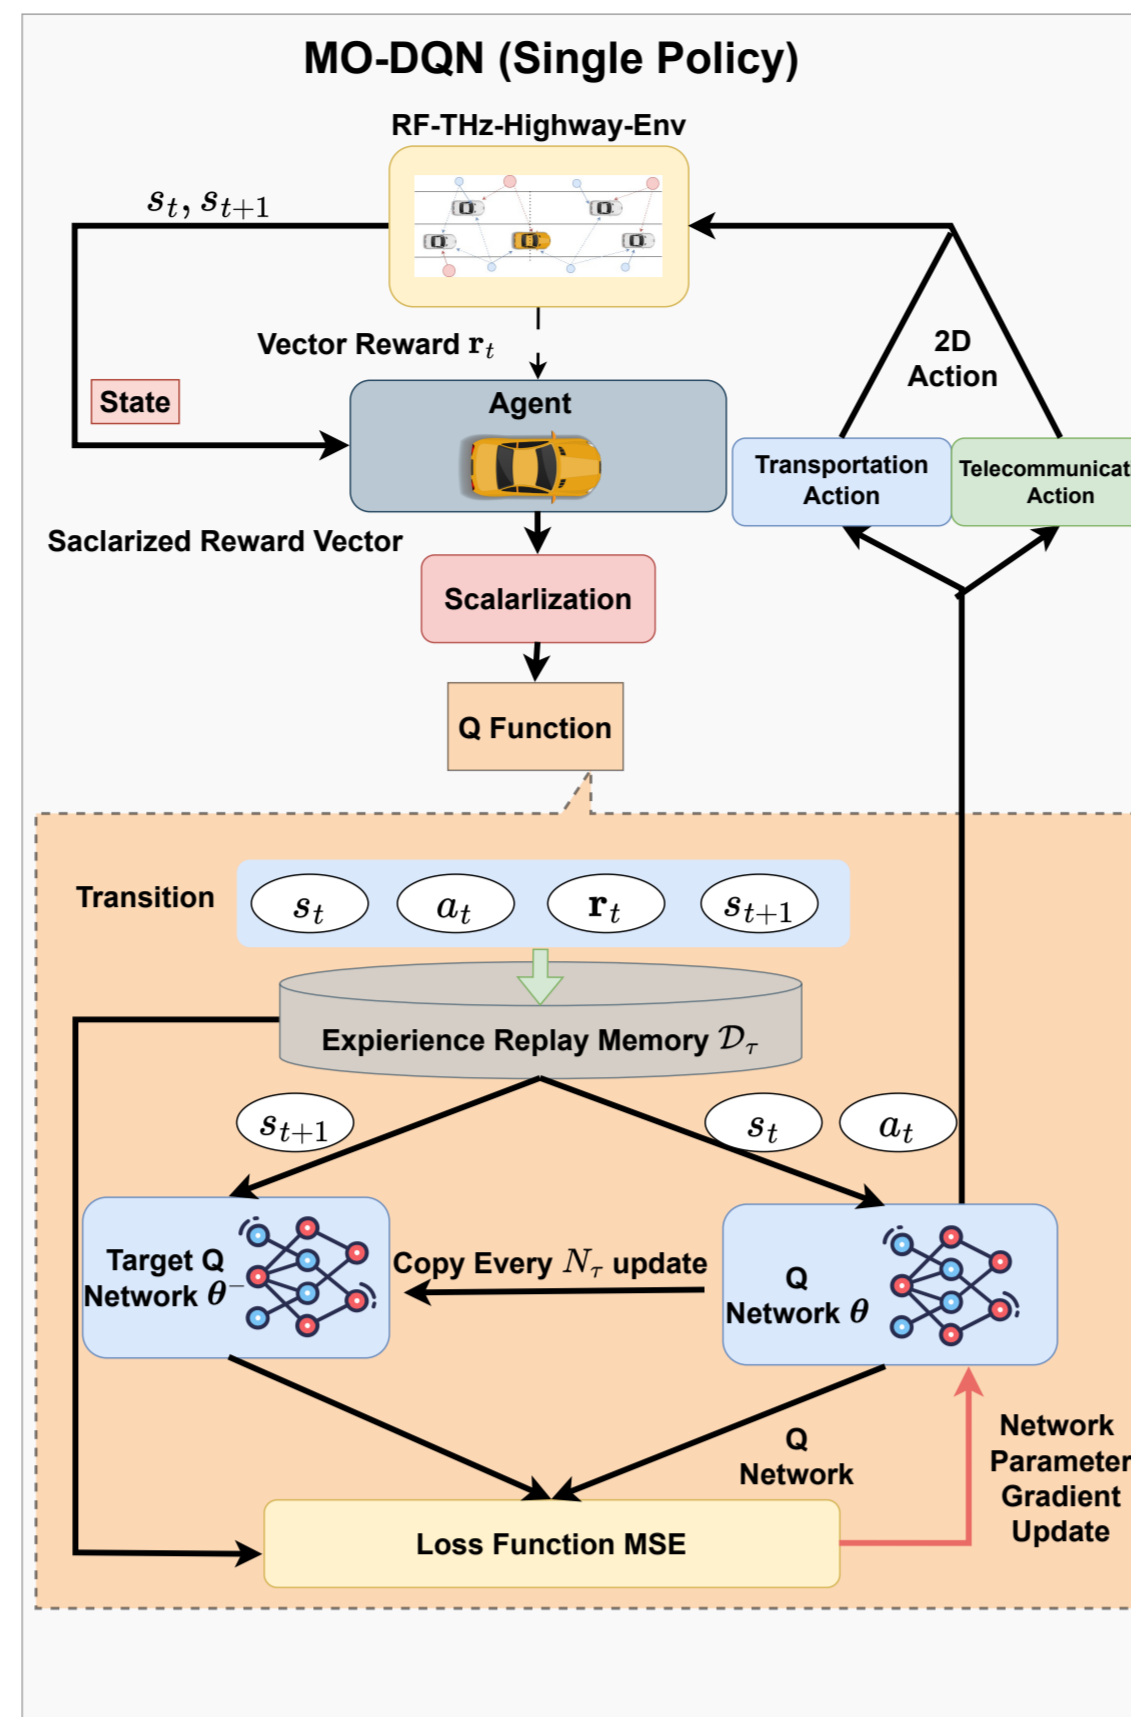 MO-DQN (Single Policy)
RF-THz-Highway-Env
s_t, s_{t+1}
Vector Reward r_t
State
Agent
2D
Action
Transportation
Action
Telecommunicati
Action
Saclarized Reward Vector
Scalarlization
Q Function
Transition
s_t
a_t
r_t
s_{t+1}
Expierience Replay Memory 𝒟_τ
s_{t+1}
s_t
a_t
Target Q
Network θ⁻
Copy Every N_τ update
Q
Network θ
Q
Network
Network
Parameter
Gradient
Update
Loss Function MSE